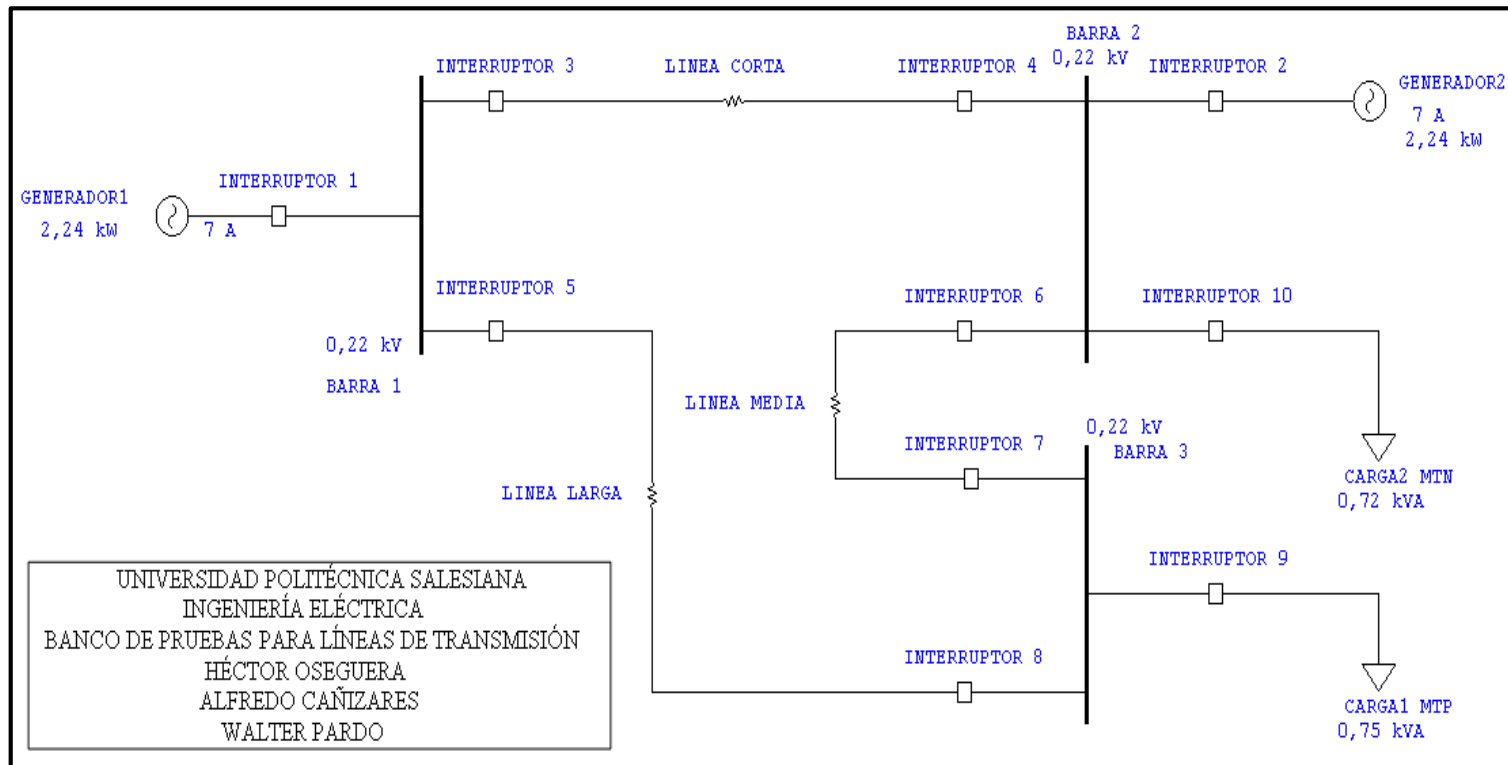 BARRA 2
0,22 kV
INTERRUPTOR 3
LINEA CORTA
INTERRUPTOR 4
INTERRUPTOR 2
GENERADOR2
7 A
2,24 kW
INTERRUPTOR 1
GENERADOR1
2,24 kW
7 A
INTERRUPTOR 5
INTERRUPTOR 6
INTERRUPTOR 10
0,22 kV
BARRA 1
LINEA MEDIA
0,22 kV
BARRA 3
INTERRUPTOR 7
LINEA LARGA
CARGA2 MTN
0,72 kVA
INTERRUPTOR 9
INTERRUPTOR 8
CARGA1 MTP
0,75 kVA
UNIVERSIDAD POLITÉCNICA SALESIANA
INGENIERÍA ELÉCTRICA
BANCO DE PRUEBAS PARA LÍNEAS DE TRANSMISIÓN
HÉCTOR OSEGUERA
ALFREDO CAÑIZARES
WALTER PARDO